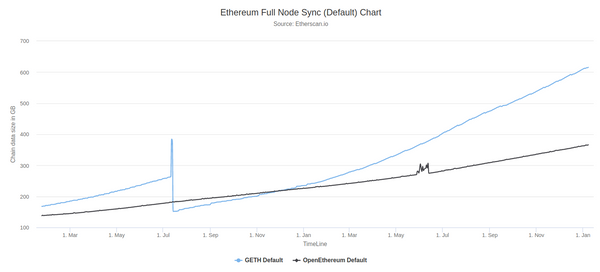 Ethereum Full Node Sync (Default) Chart
Source: Etherscan.io
Chain data size in GB
700
600
500
400
300
200
100
1. Mar
1. May
1. Jul
1. Sep
1. Nov
1. Jan
1. Mar
1. May
1. Jul
1. Sep
1. Nov
1. Jan
TimeLine
GETH Default
OpenEthereum Default